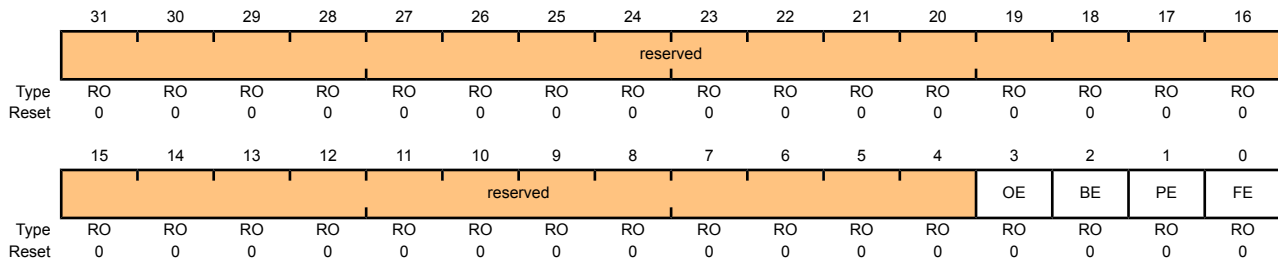 31 30 29 28 27 26 25 24 23 22 21 20 19 18 17 16
reserved
Type RO RO RO RO RO RO RO RO RO RO RO RO RO RO RO RO
Reset 0 0 0 0 0 0 0 0 0 0 0 0 0 0 0 0
15 14 13 12 11 10 9 8 7 6 5 4 3 2 1 0
reserved OE BE PE FE
Type RO RO RO RO RO RO RO RO RO RO RO RO RO RO RO RO
Reset 0 0 0 0 0 0 0 0 0 0 0 0 0 0 0 0